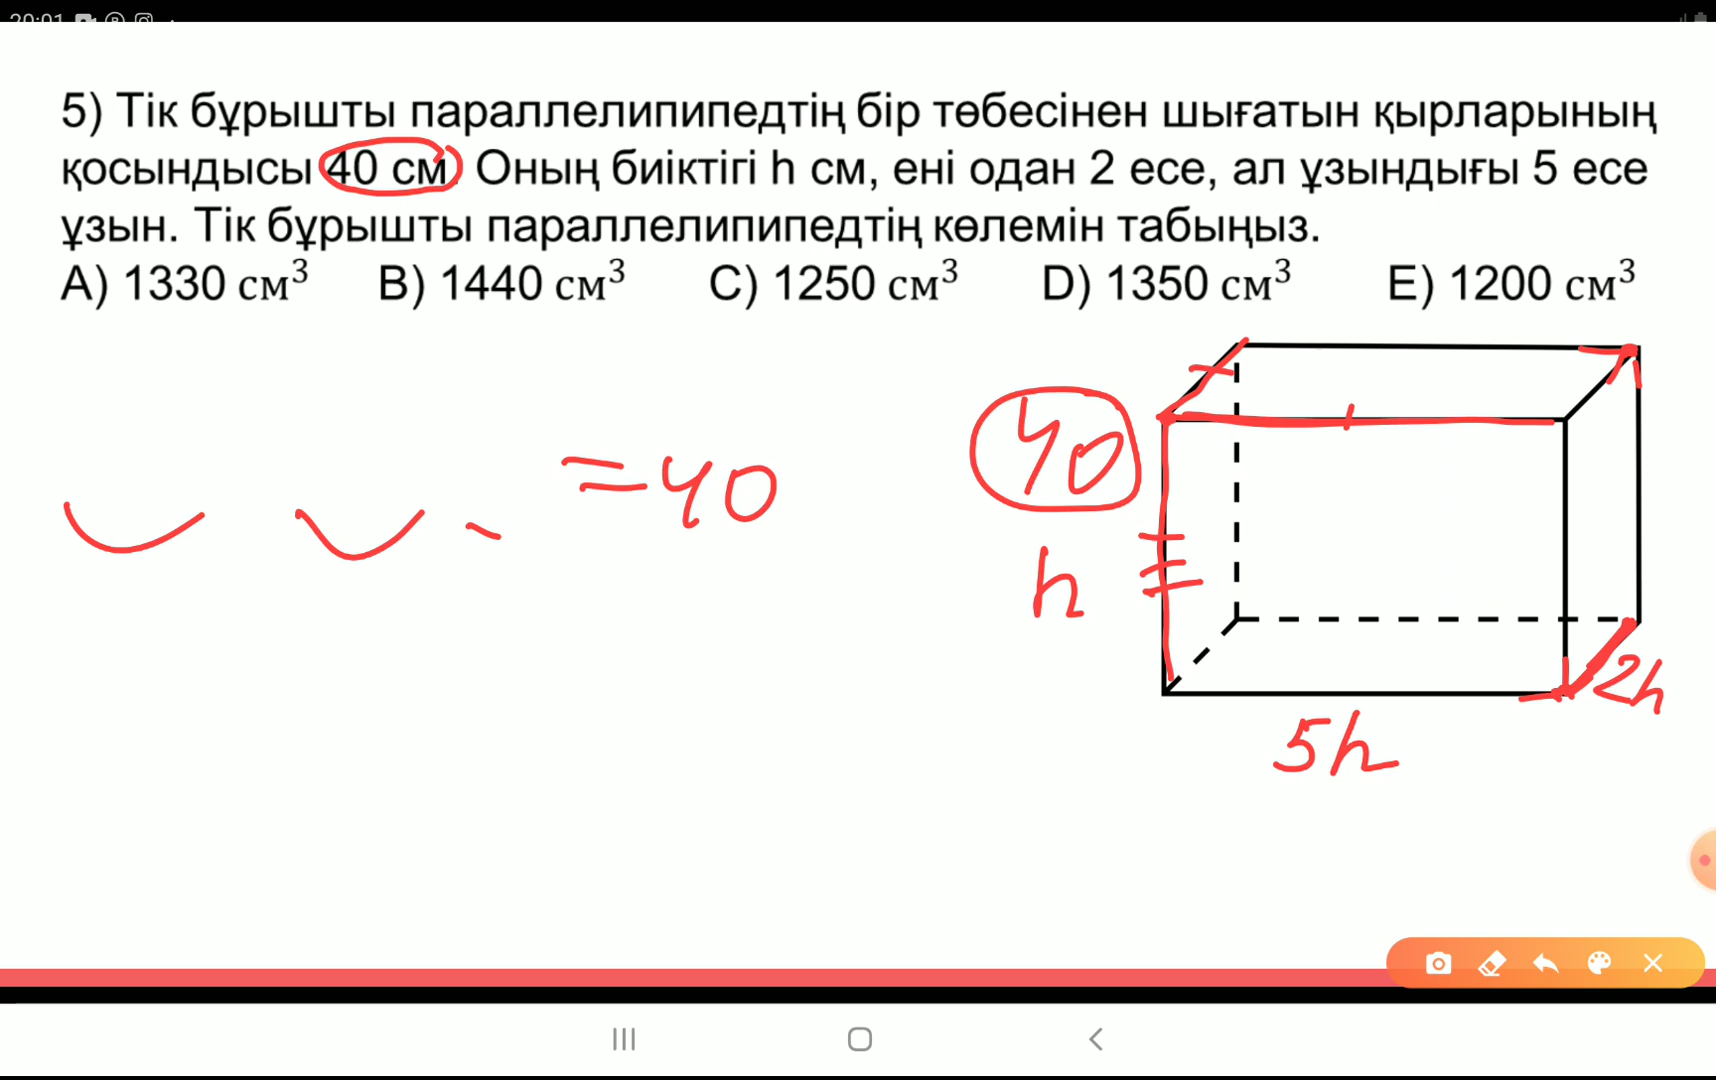 5) Тік бұрышты параллелипипедтің бір төбесінен шығатын қырларының
қосындысы 40 см. Оның биіктігі h см, ені одан 2 есе, ал ұзындығы 5 есе
ұзын. Тік бұрышты параллелипипедтің көлемін табыңыз.
A) 1330 см³ B) 1440 см³ C) 1250 см³ D) 1350 см³ E) 1200 см³
40
=40
h
2h
5h